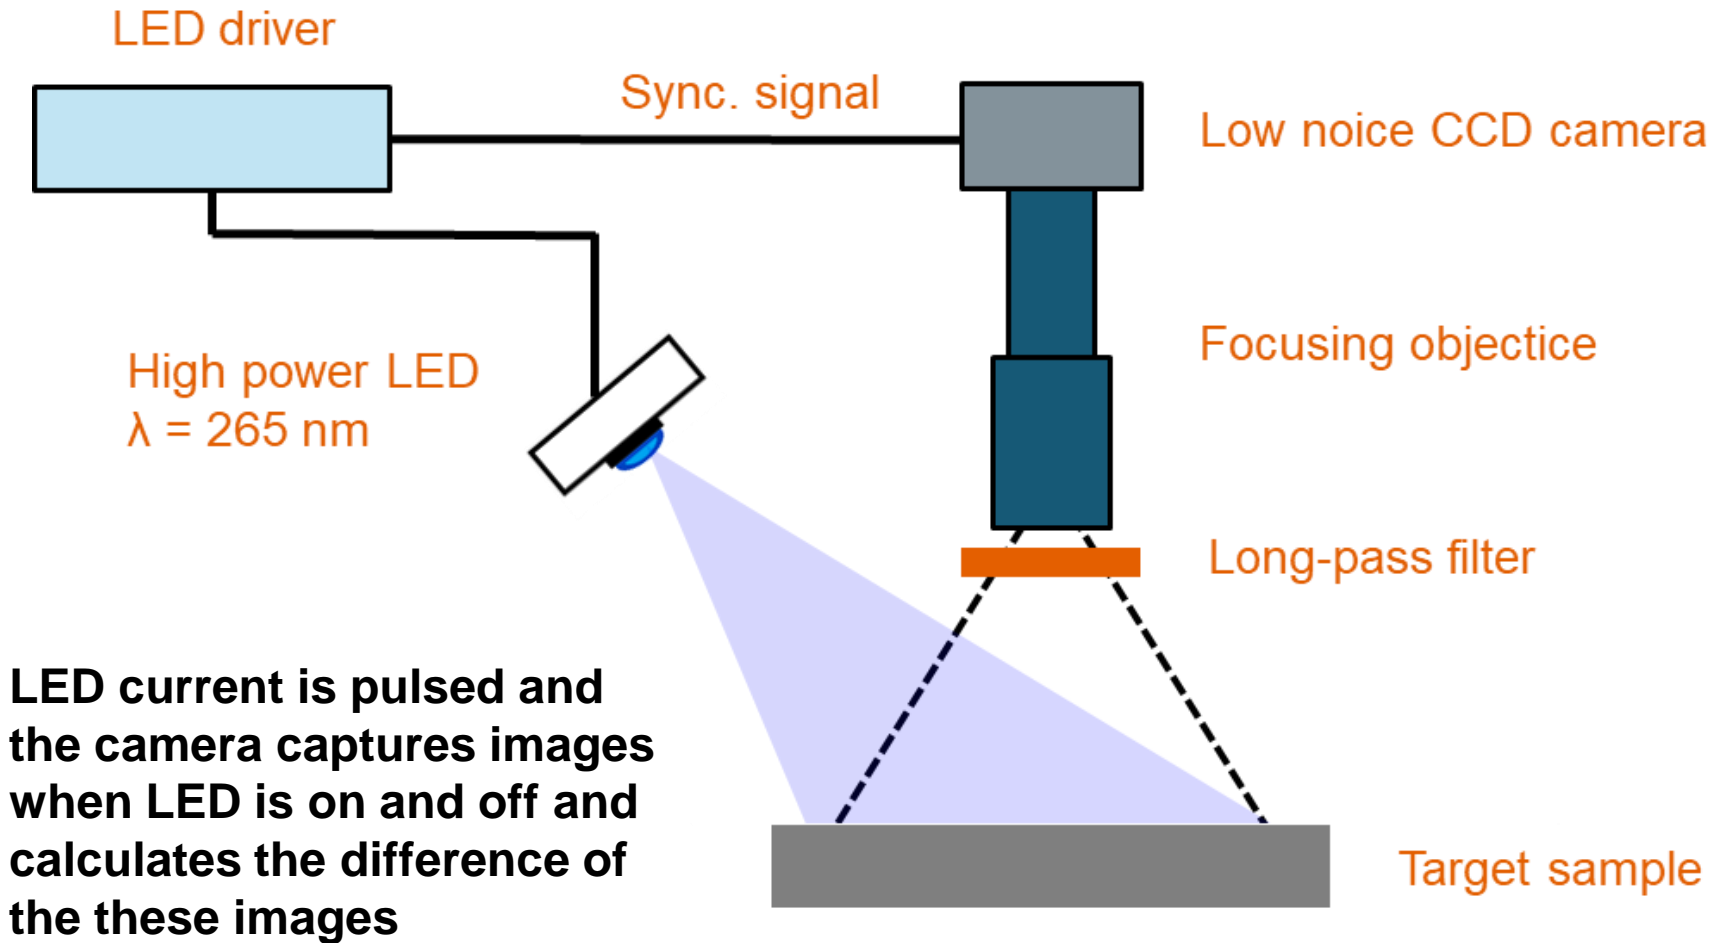 LED driver
Sync. signal
Low noice CCD camera
Focusing objectice
High power LED
λ = 265 nm
Long-pass filter
LED current is pulsed and
the camera captures images
when LED is on and off and
calculates the difference of
the these images
Target sample